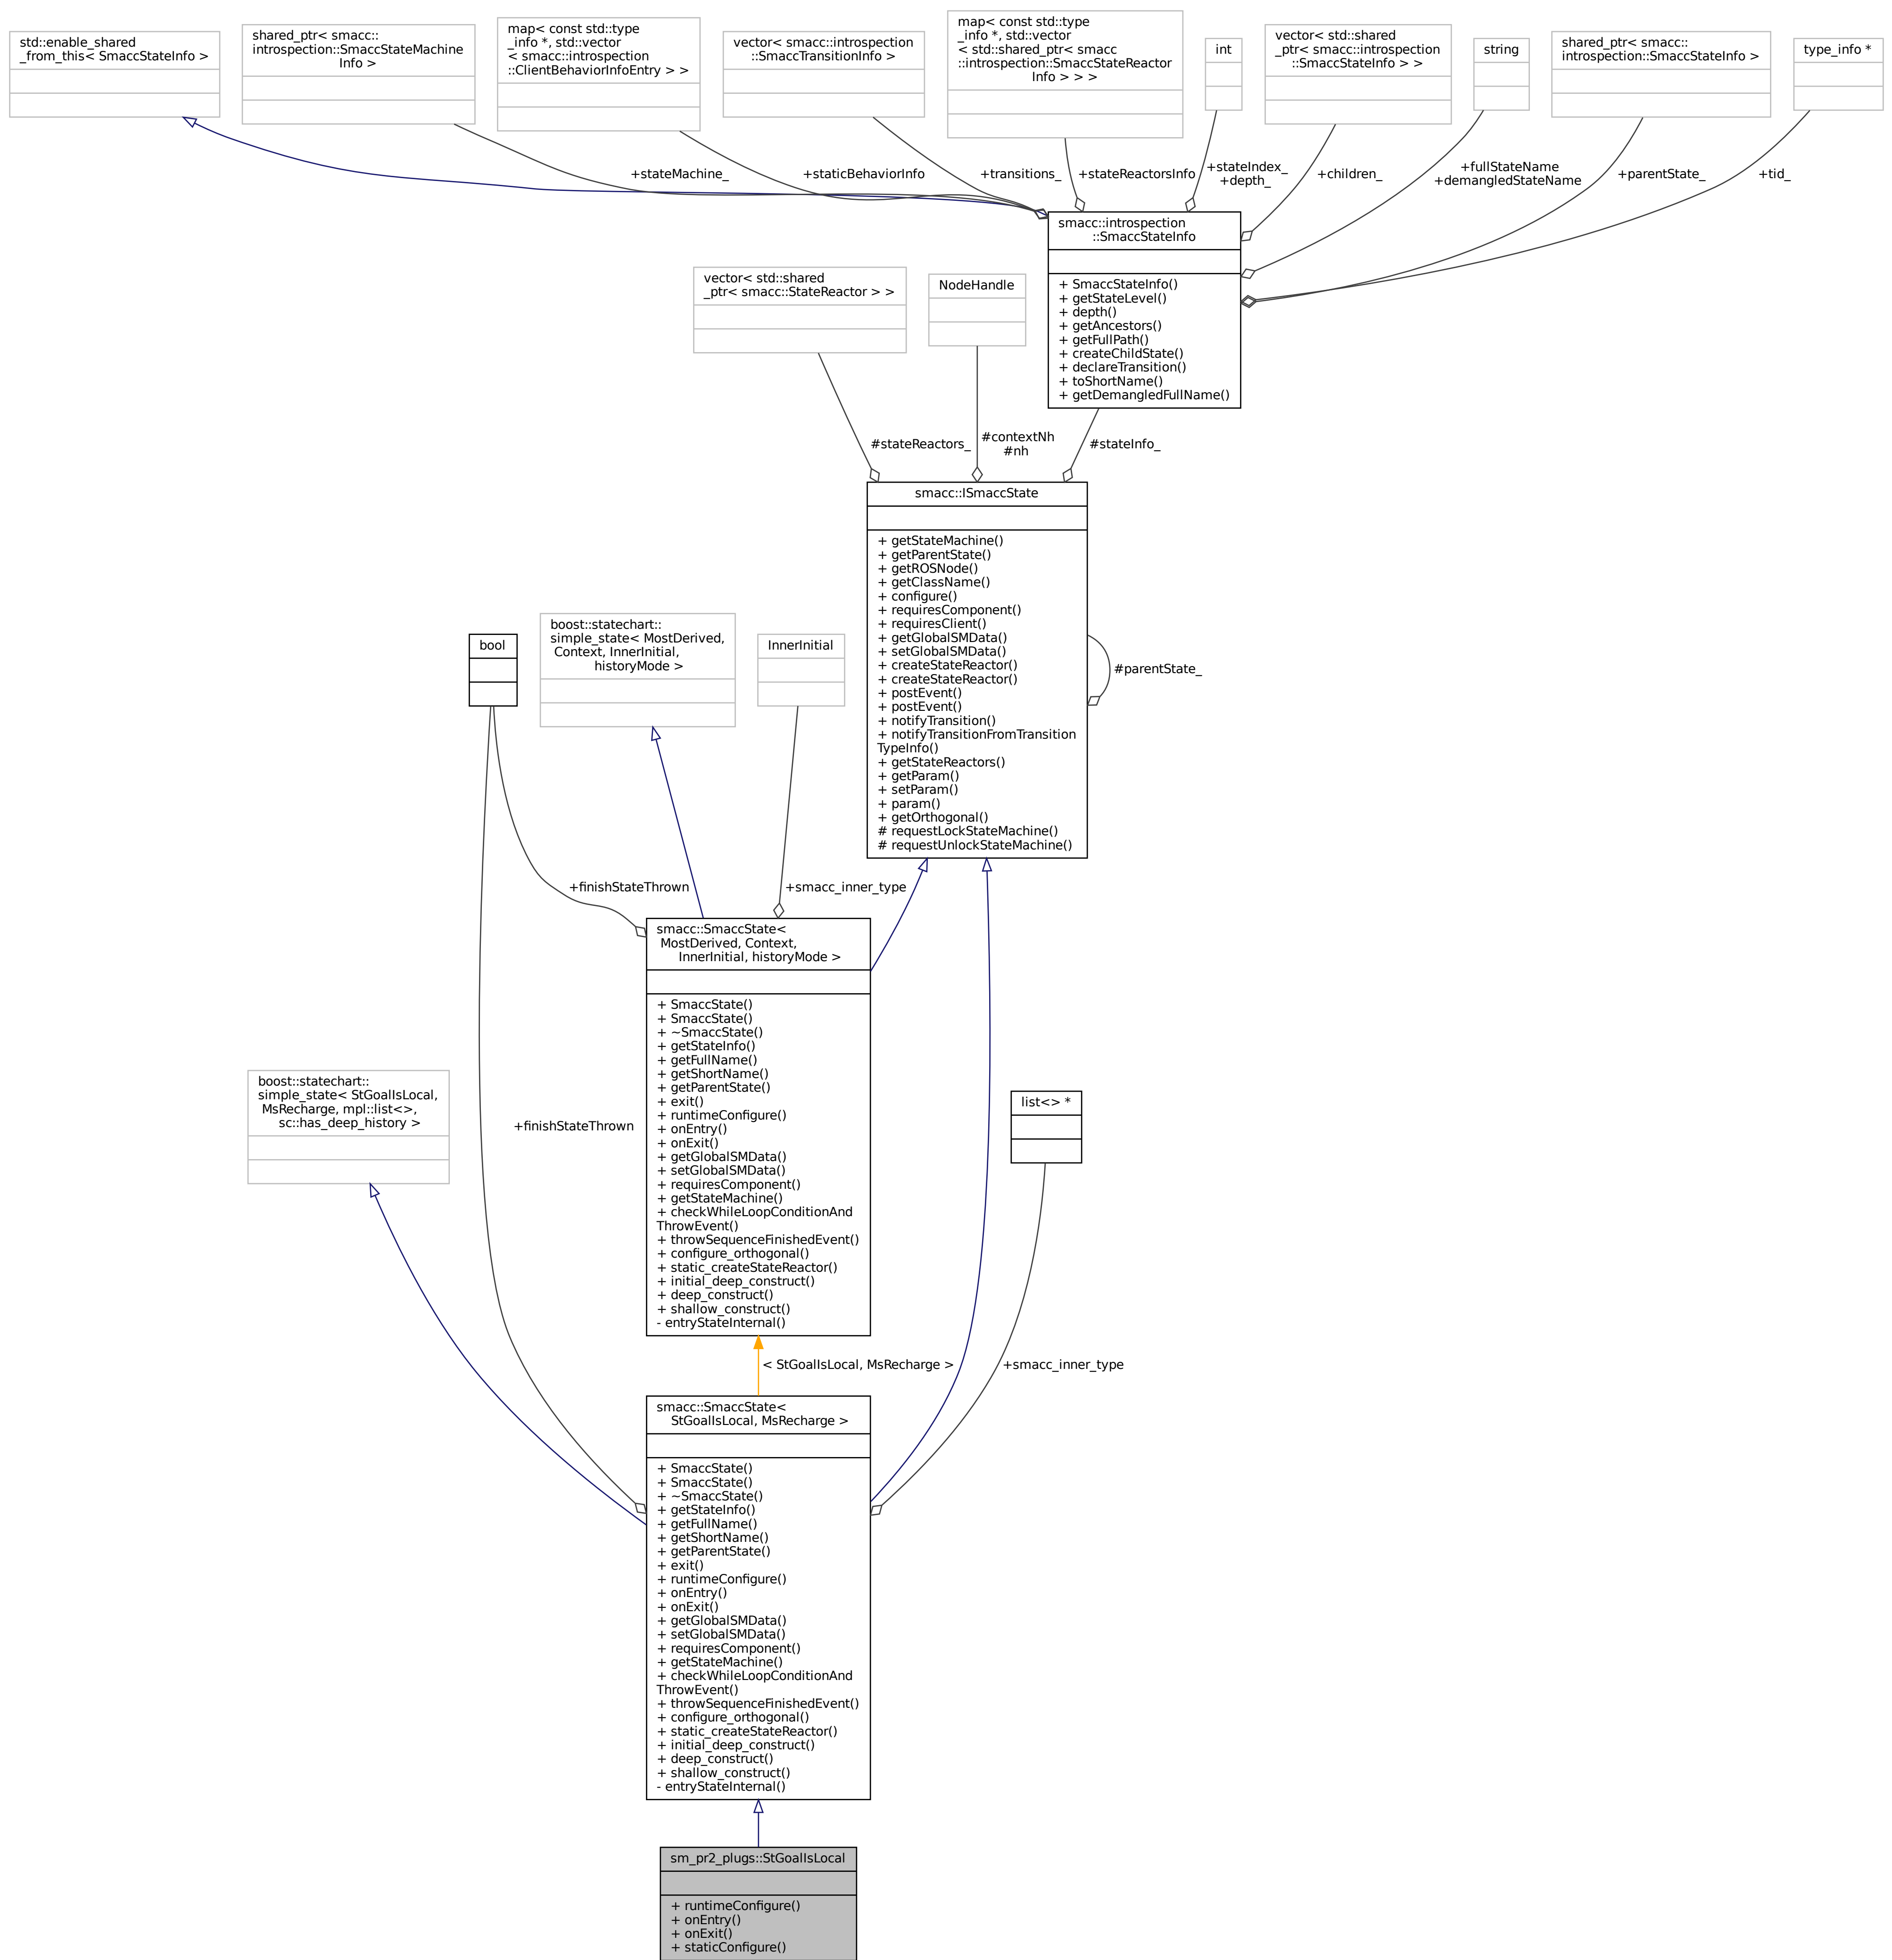 std::enable_shared
_from_this< SmaccStateInfo >
shared_ptr< smacc::
introspection::SmaccStateMachine
Info >
map< const std::type
_info *, std::vector
< smacc::introspection
::ClientBehaviorInfoEntry > >
vector< smacc::introspection
::SmaccTransitionInfo >
map< const std::type
_info *, std::vector
< std::shared_ptr< smacc
::introspection::SmaccStateReactor
Info > > >
int
vector< std::shared
_ptr< smacc::introspection
::SmaccStateInfo > >
string
shared_ptr< smacc::
introspection::SmaccStateInfo >
type_info *
+stateMachine_
+staticBehaviorInfo
+transitions_
+stateReactorsInfo
+stateIndex_
+depth_
+children_
+fullStateName
+demangledStateName
+parentState_
+tid_
smacc::introspection
::SmaccStateInfo
+ SmaccStateInfo()
+ getStateLevel()
+ depth()
+ getAncestors()
+ getFullPath()
+ createChildState()
+ declareTransition()
+ toShortName()
+ getDemangledFullName()
vector< std::shared
_ptr< smacc::StateReactor > >
NodeHandle
#stateReactors_
#contextNh
#nh
#stateInfo_
smacc::ISmaccState
+ getStateMachine()
+ getParentState()
+ getROSNode()
+ getClassName()
+ configure()
+ requiresComponent()
+ requiresClient()
+ getGlobalSMData()
+ setGlobalSMData()
+ createStateReactor()
+ createStateReactor()
+ postEvent()
+ postEvent()
+ notifyTransition()
+ notifyTransitionFromTransition
TypeInfo()
+ getStateReactors()
+ getParam()
+ setParam()
+ param()
+ getOrthogonal()
# requestLockStateMachine()
# requestUnlockStateMachine()
#parentState_
bool
boost::statechart::
simple_state< MostDerived,
Context, InnerInitial,
historyMode >
InnerInitial
+finishStateThrown
+smacc_inner_type
smacc::SmaccState<
MostDerived, Context,
InnerInitial, historyMode >
+ SmaccState()
+ SmaccState()
+ ~SmaccState()
+ getStateInfo()
+ getFullName()
+ getShortName()
+ getParentState()
+ exit()
+ runtimeConfigure()
+ onEntry()
+ onExit()
+ getGlobalSMData()
+ setGlobalSMData()
+ requiresComponent()
+ getStateMachine()
+ checkWhileLoopConditionAnd
ThrowEvent()
+ throwSequenceFinishedEvent()
+ configure_orthogonal()
+ static_createStateReactor()
+ initial_deep_construct()
+ deep_construct()
+ shallow_construct()
- entryStateInternal()
boost::statechart::
simple_state< StGoalIsLocal,
MsRecharge, mpl::list<>,
sc::has_deep_history >
+finishStateThrown
list<> *
< StGoalIsLocal, MsRecharge >
+smacc_inner_type
smacc::SmaccState<
StGoalIsLocal, MsRecharge >
+ SmaccState()
+ SmaccState()
+ ~SmaccState()
+ getStateInfo()
+ getFullName()
+ getShortName()
+ getParentState()
+ exit()
+ runtimeConfigure()
+ onEntry()
+ onExit()
+ getGlobalSMData()
+ setGlobalSMData()
+ requiresComponent()
+ getStateMachine()
+ checkWhileLoopConditionAnd
ThrowEvent()
+ throwSequenceFinishedEvent()
+ configure_orthogonal()
+ static_createStateReactor()
+ initial_deep_construct()
+ deep_construct()
+ shallow_construct()
- entryStateInternal()
sm_pr2_plugs::StGoalIsLocal
+ runtimeConfigure()
+ onEntry()
+ onExit()
+ staticConfigure()